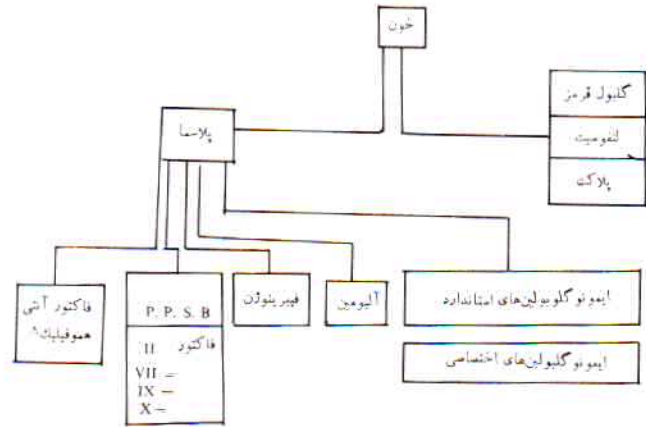 خون
گلبول قرمز
لنفوسیت
پلاکت
پلاسما
فاکتور آنتی
هموفیلیک^
P. P. S. B
فاکتور II
VII –
IX –
X –
فیبرینوژن
آلبومین
ایمونوگلوبولین‌های استاندارد
ایمونوگلبولین‌های اختصاصی